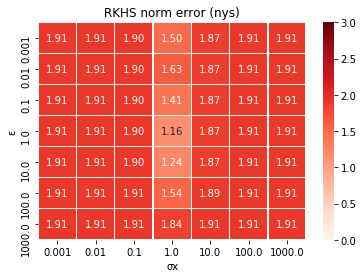 RKHS norm error (nys)
ε
0.001 1.91 1.91 1.90 1.50 1.87 1.91 1.91
0.01 1.91 1.91 1.90 1.63 1.87 1.91 1.91
0.1 1.91 1.91 1.90 1.41 1.87 1.91 1.91
1.0 1.91 1.91 1.90 1.16 1.87 1.91 1.91
10.0 1.91 1.91 1.90 1.24 1.87 1.91 1.91
100.0 1.91 1.91 1.91 1.54 1.89 1.91 1.91
1000.0 1.91 1.91 1.91 1.84 1.91 1.91 1.91
0.001 0.01 0.1 1.0 10.0 100.0 1000.0
σx
3.0
2.5
2.0
1.5
1.0
0.5
0.0